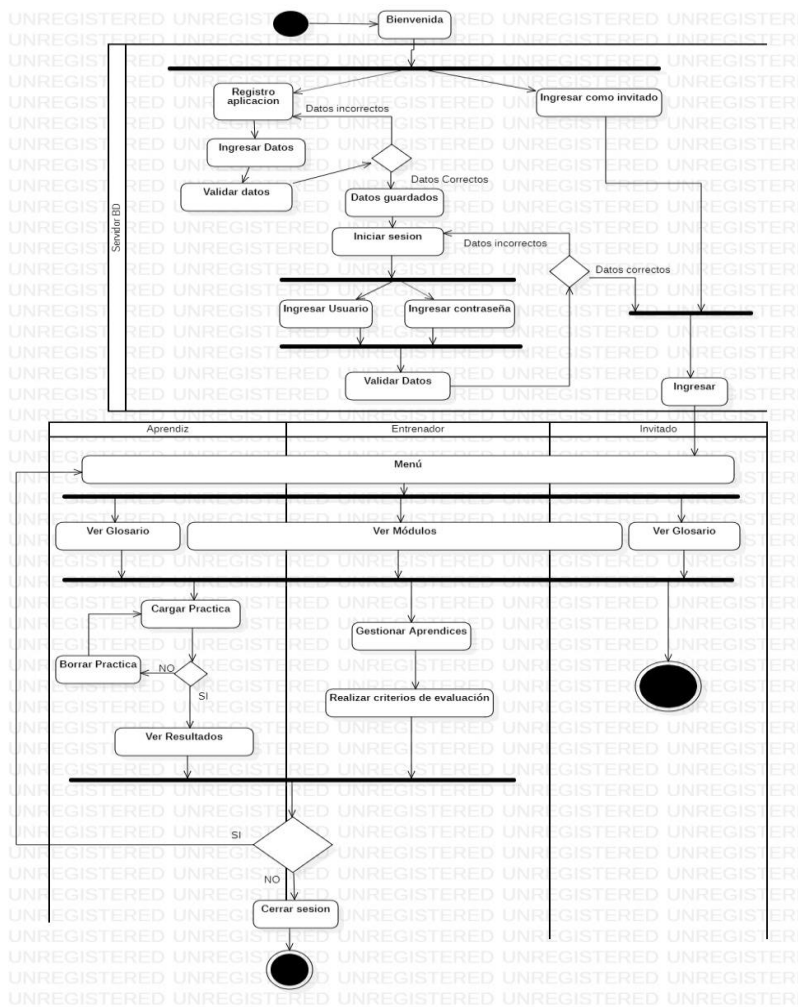 Bienvenida
Servidor BD
Registro
aplicacion
Ingresar como invitado
Datos incorrectos
Ingresar Datos
Validar datos
Datos Correctos
Datos guardados
Iniciar sesion
Datos incorrectos
Datos correctos
Ingresar Usuario
Ingresar contraseña
Validar Datos
Ingresar
Aprendiz
Entrenador
Invitado
Menú
Ver Glosario
Ver Módulos
Ver Glosario
Cargar Practica
Gestionar Aprendices
Borrar Practica
NO
SI
Realizar criterios de evaluación
Ver Resultados
SI
NO
Cerrar sesion
UNREGISTERED